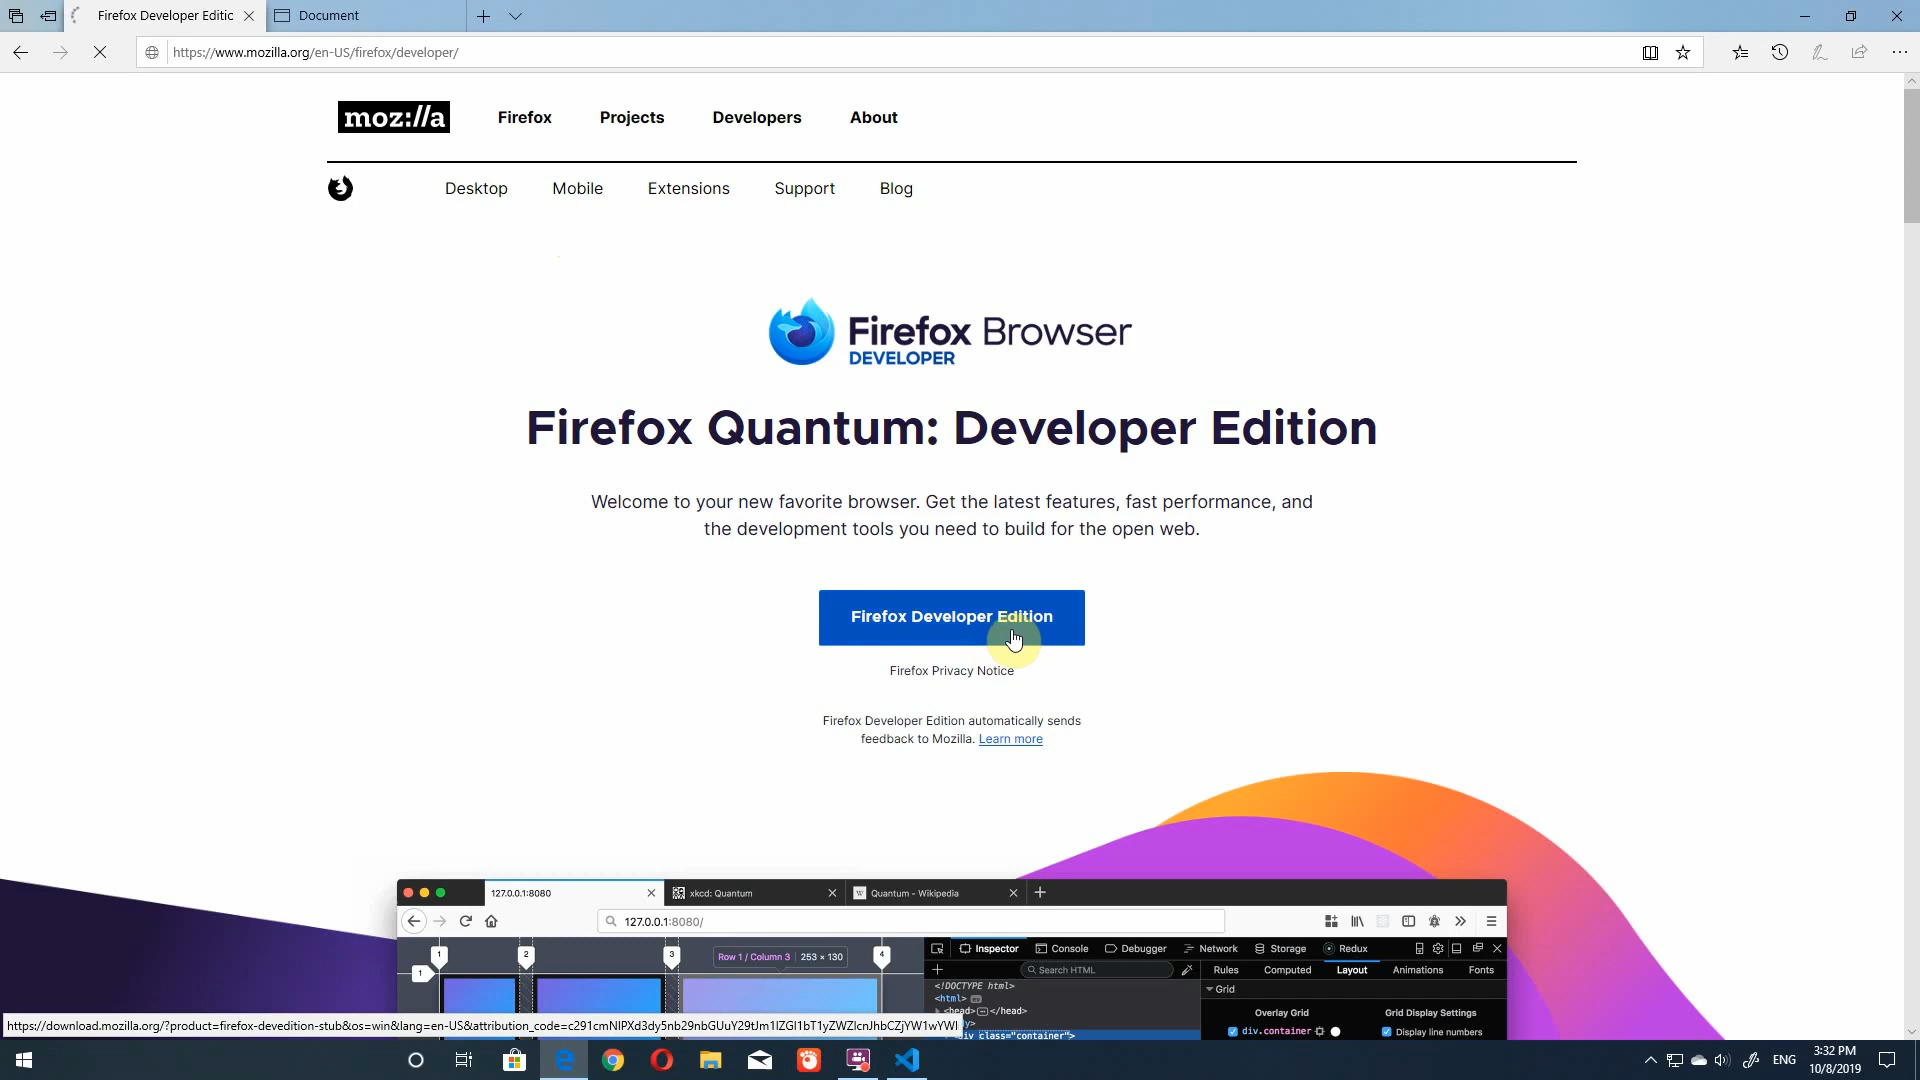 Firefox Developer Editic
Document
https://www.mozilla.org/en-US/firefox/developer/
moz://a
Firefox
Projects
Developers
About
Desktop
Mobile
Extensions
Support
Blog
Firefox Browser
DEVELOPER
Firefox Quantum: Developer Edition
Welcome to your new favorite browser. Get the latest features, fast performance, and
the development tools you need to build for the open web.
Firefox Developer Edition
Firefox Privacy Notice
Firefox Developer Edition automatically sends
feedback to Mozilla. Learn more
127.0.0.1:8080
xkcd: Quantum
W Quantum - Wikipedia
127.0.0.1:8080/
1
2
3
4
1
Row 1 / Column 3 253 × 130
Inspector
Console
Debugger
Network
Storage
Redux
Search HTML
Rules
Computed
Layout
Animations
Fonts
<!DOCTYPE html>
<html>
<head> </head>
Grid
Overlay Grid
Grid Display Settings
div.container
Display line numbers
class="container">
https://download.mozilla.org/?product=firefox-devedition-stub&os=win&lang=en-US&attribution_code=
ENG
3:32 PM
10/8/2019